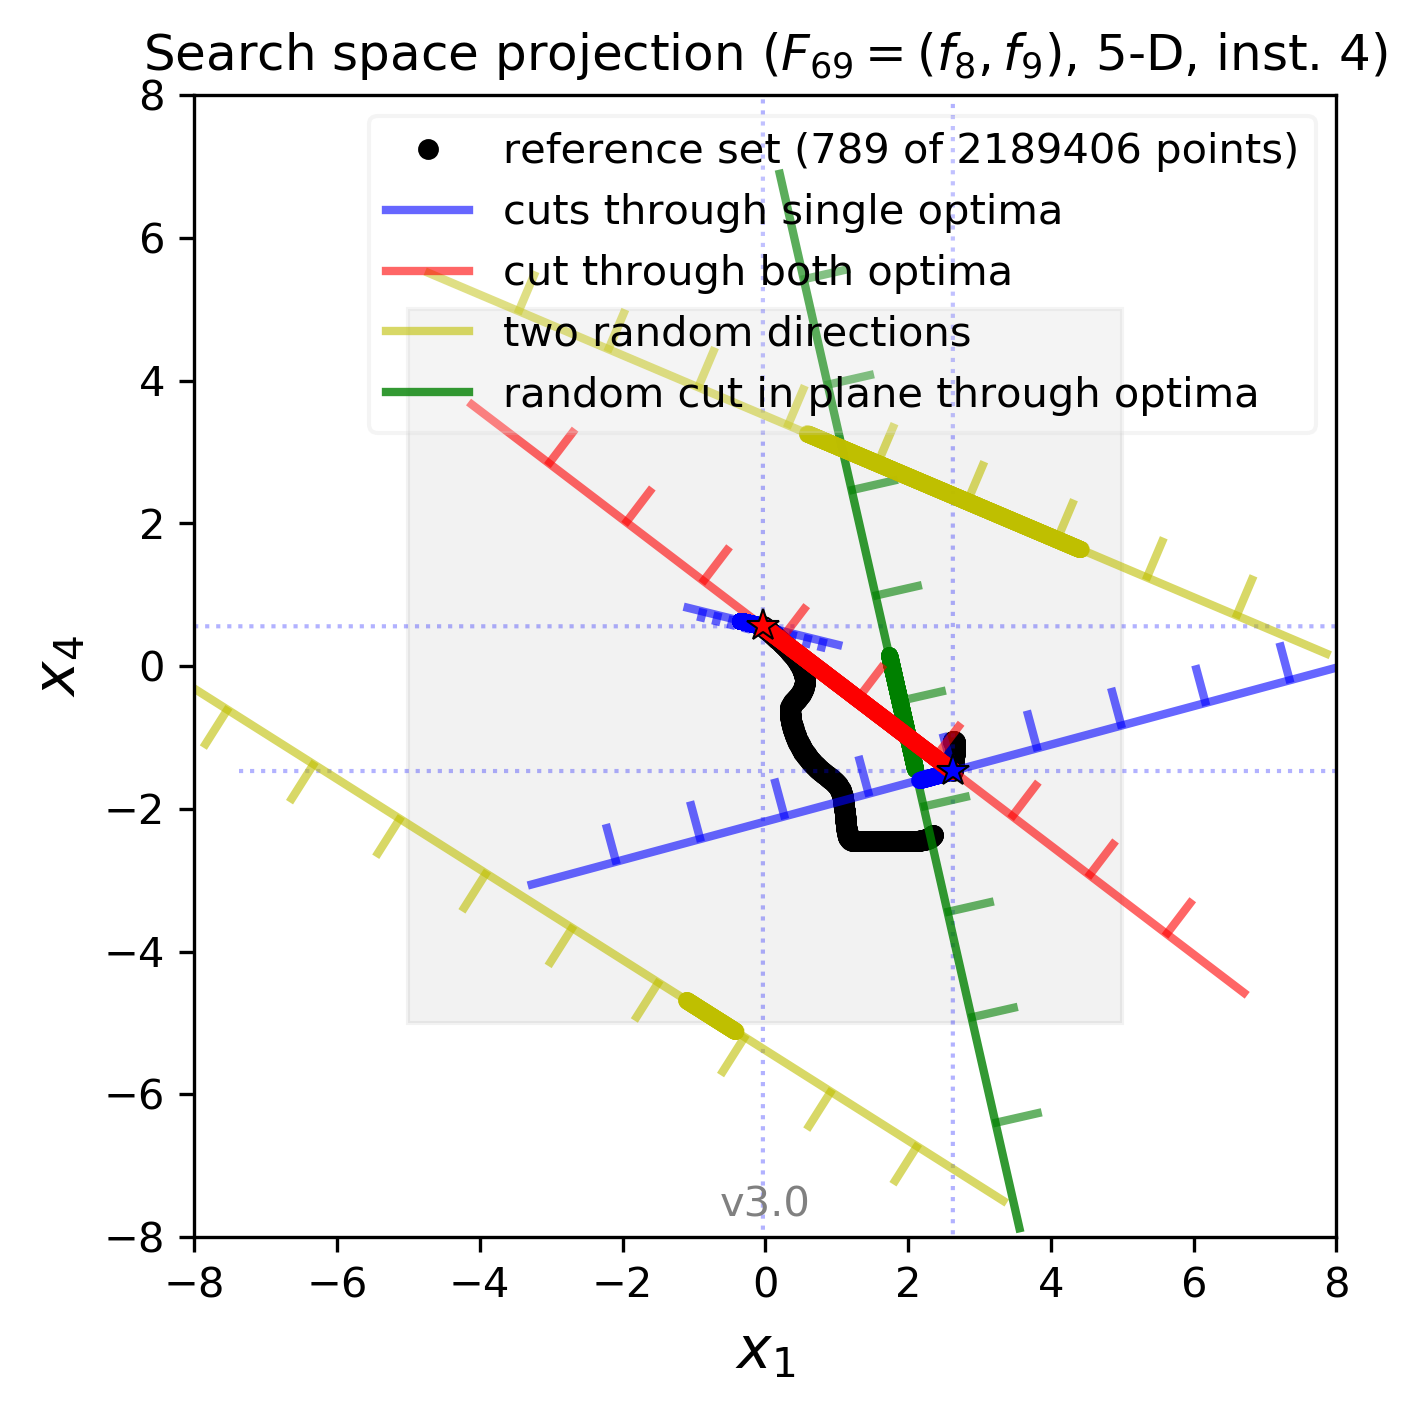 Search space projection (F69 = (f8, f9), 5-D, inst. 4)
reference set (789 of 2189406 points)
cuts through single optima
cut through both optima
two random directions
random cut in plane through optima
8
6
4
2
0
−2
−4
−6
−8
x4
v3.0
−8 −6 −4 −2 0 2 4 6 8
x1